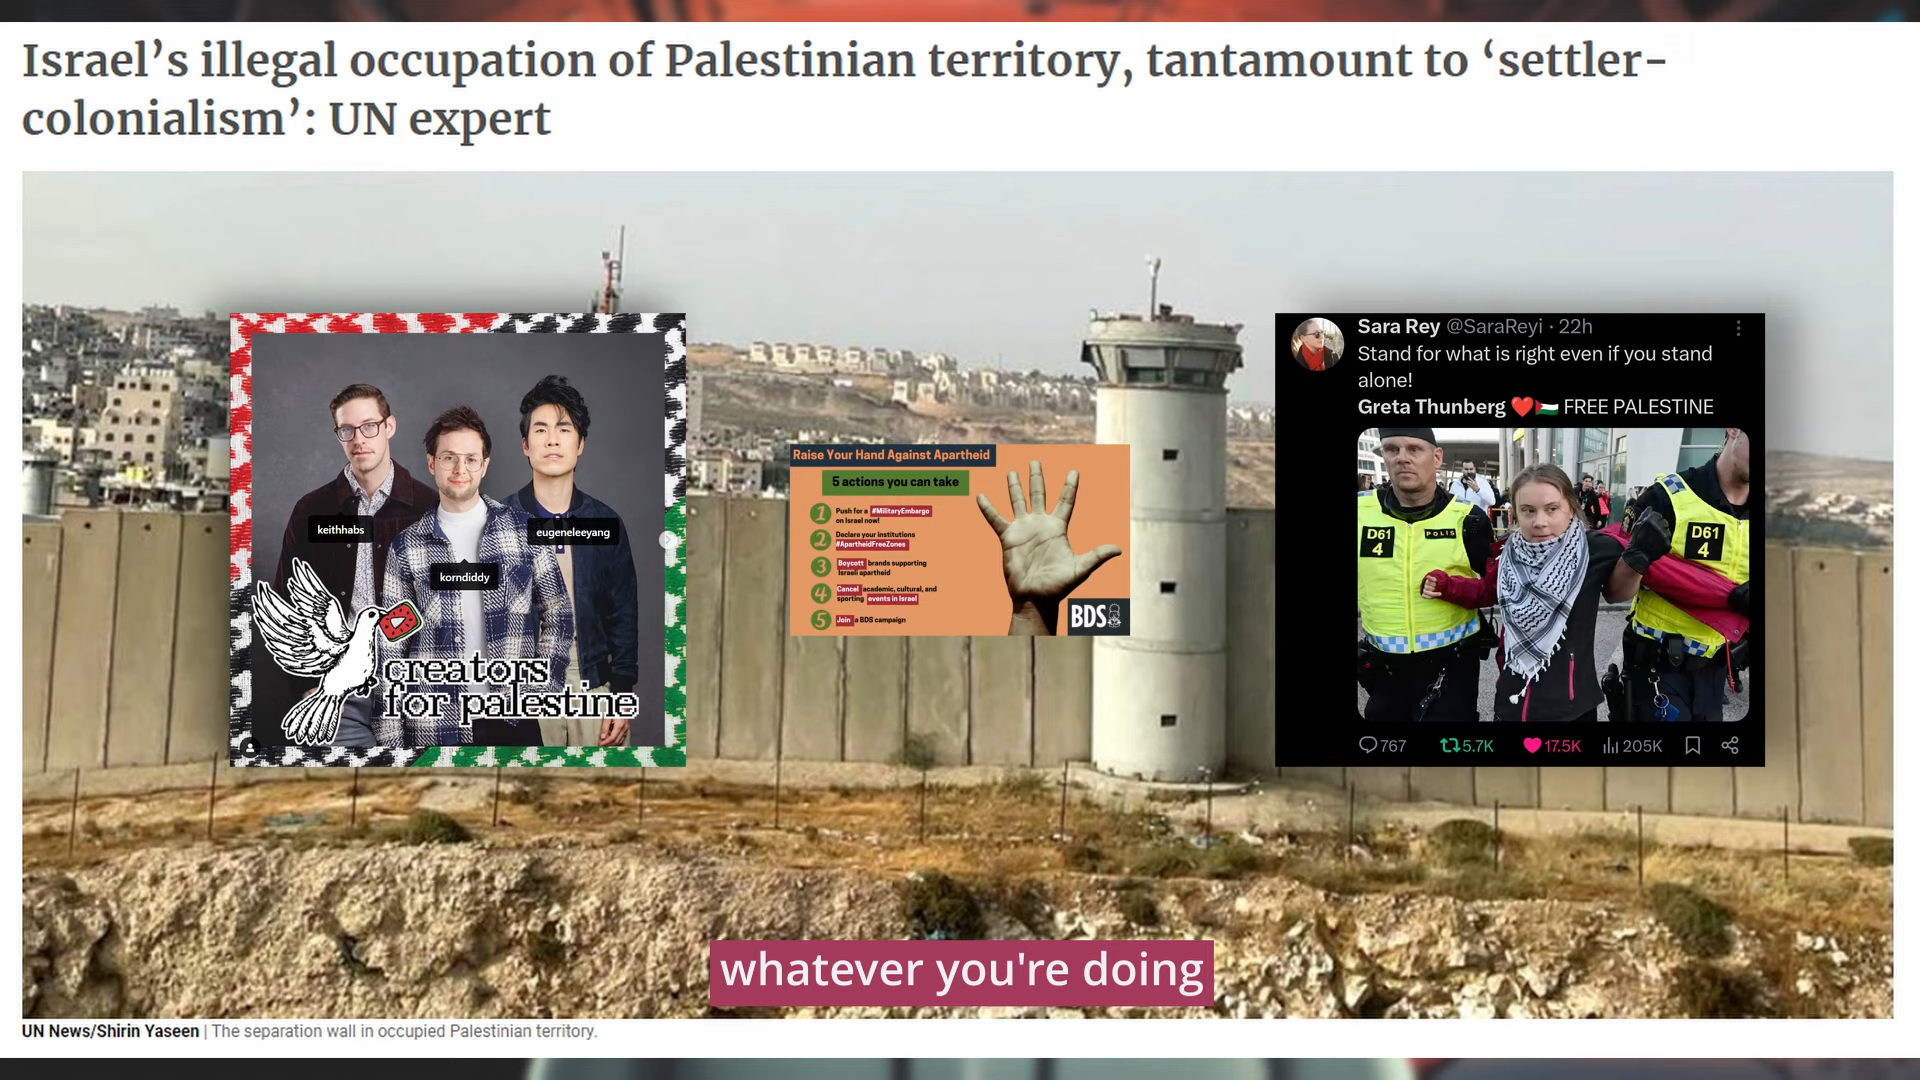 Israel’s illegal occupation of Palestinian territory, tantamount to ‘settler-
colonialism’: UN expert
keithhabs
korndiddy
eugeneleeyang
creators
for palestine
Raise Your Hand Against Apartheid
5 actions you can take
1 Push for a #MilitaryEmbargo
on Israel now!
2 Declare your institutions
#ApartheidFreeZones
3 Boycott brands supporting
Israeli apartheid
4 Cancel academic, cultural, and
sporting events in Israel
5 Join a BDS campaign
BDS
Sara Rey @SaraReyi · 22h
Stand for what is right even if you stand
alone!
Greta Thunberg ❤️🇵🇸 FREE PALESTINE
D61
4
POLIS
D61
4
767 5.7K 17.5K 205K
whatever you're doing
UN News/Shirin Yaseen | The separation wall in occupied Palestinian territory.